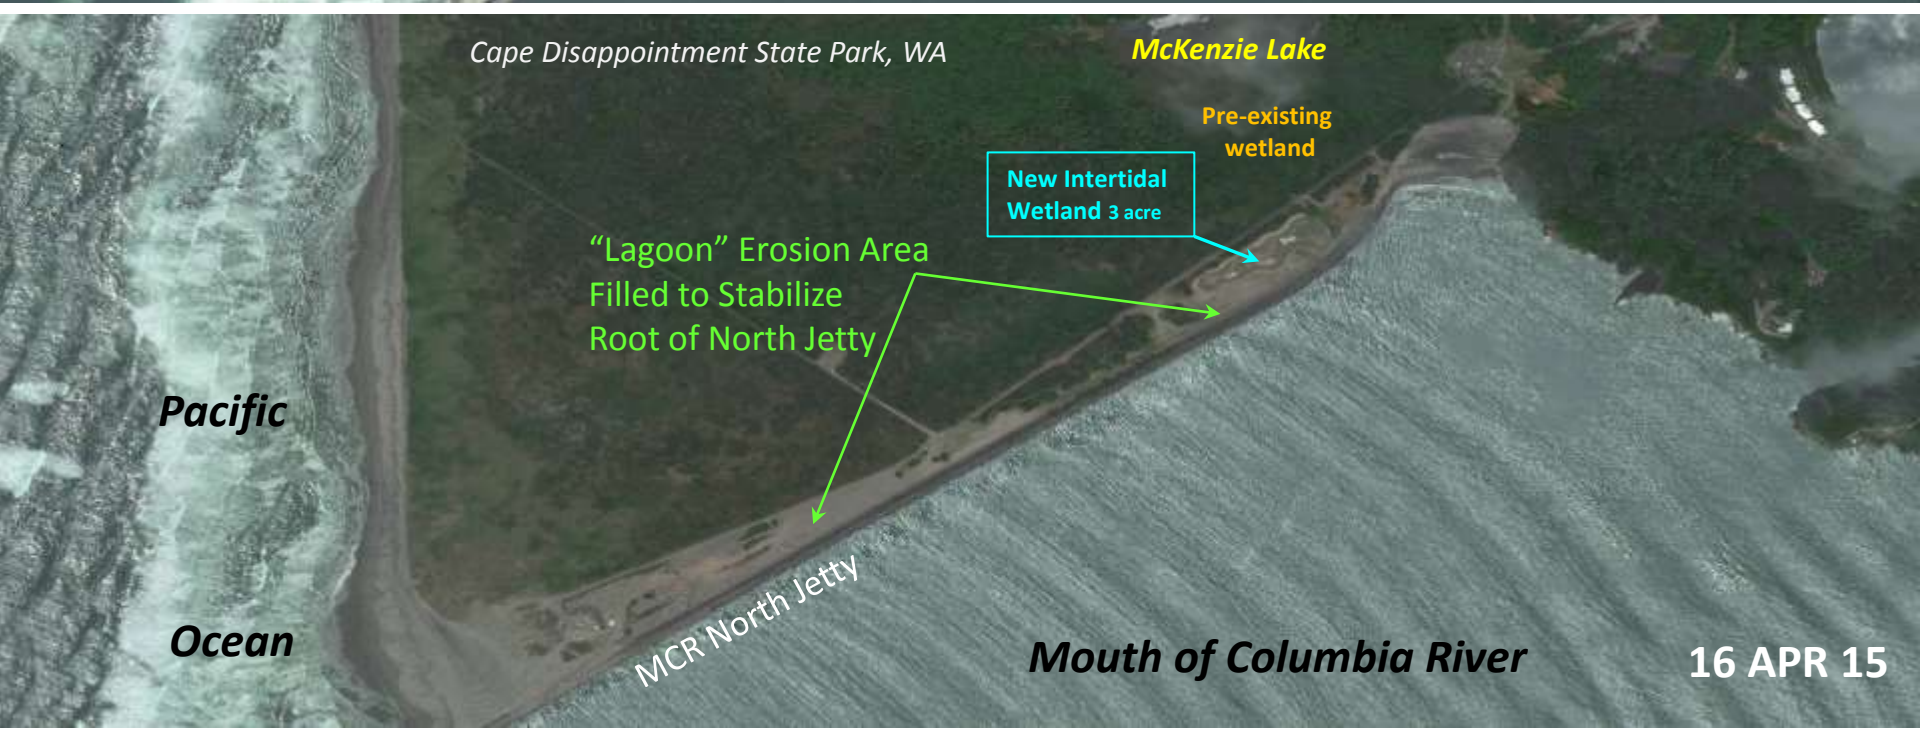 Cape Disappointment State Park, WA
McKenzie Lake
Pre-existing
wetland
New Intertidal
Wetland 3 acre
“Lagoon” Erosion Area
Filled to Stabilize
Root of North Jetty
Pacific
Ocean
MCR North Jetty
Mouth of Columbia River
16 APR 15